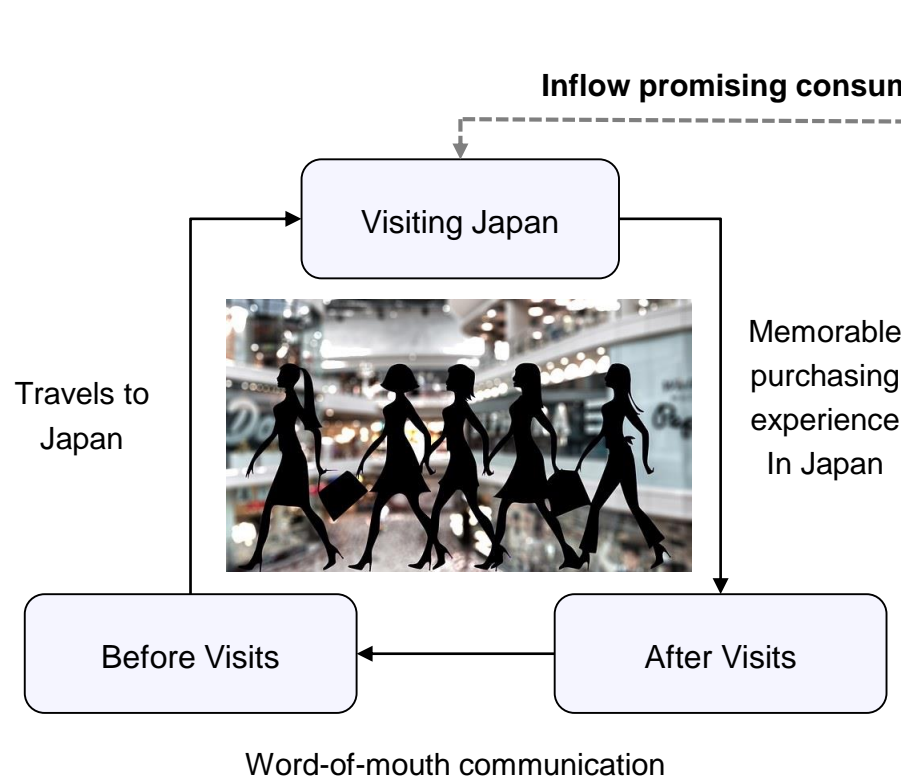 Inflow promising consum
Visiting Japan
Memorable
purchasing
experience
In Japan
Travels to
Japan
Before Visits
After Visits
Word-of-mouth communication